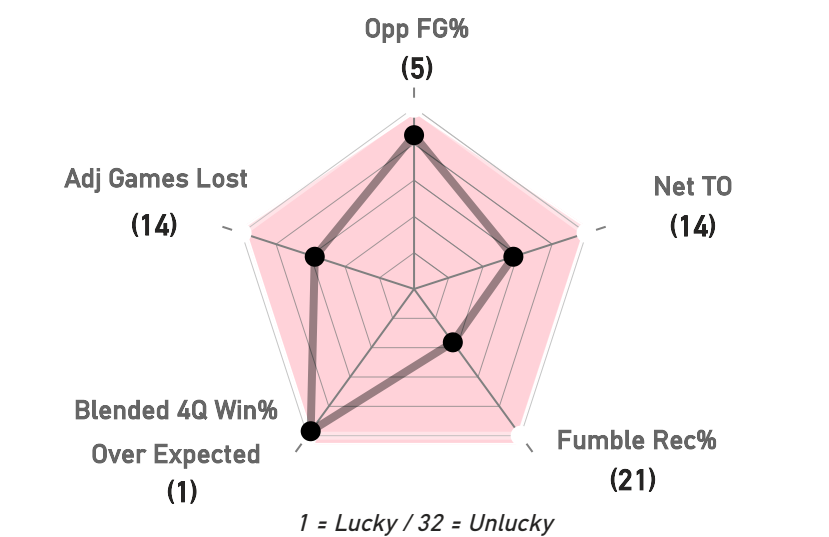 Opp FG%
(5)
Adj Games Lost
(14)
Net TO
(14)
Blended 4Q Win%
Over Expected
(1)
Fumble Rec%
(21)
1 = Lucky / 32 = Unlucky